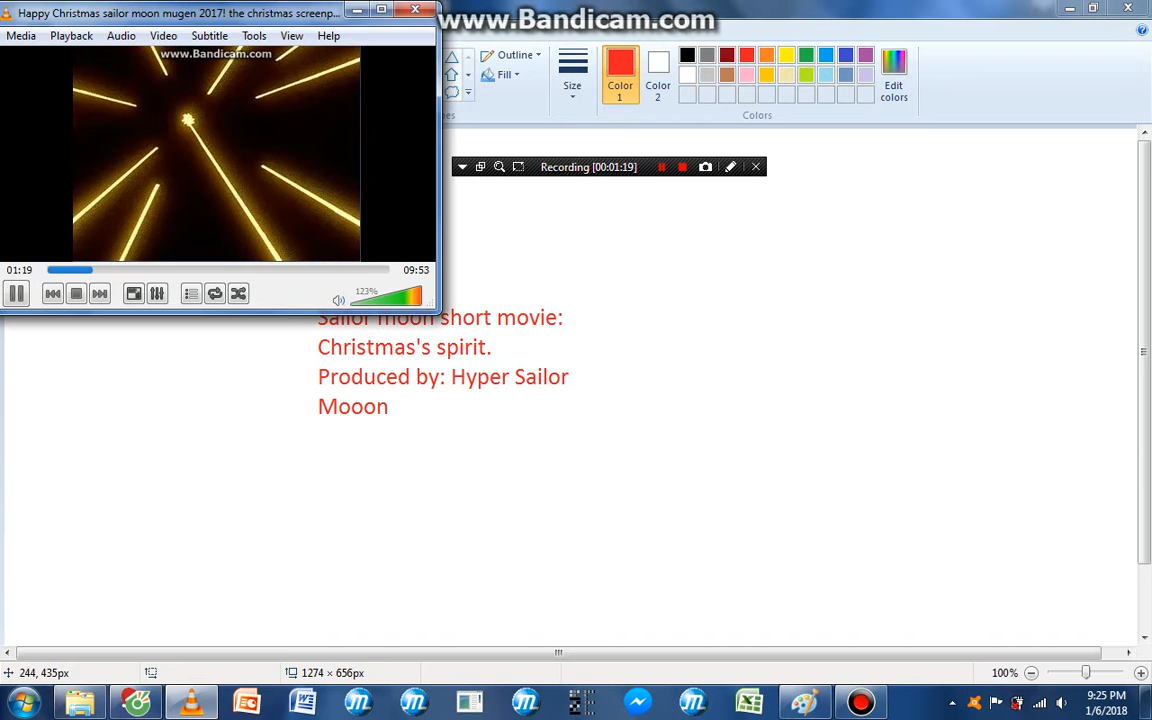 Happy Christmas sailor moon mugen 2017! the christmas screenp...
www.Bandicam.com
Media Playback Audio Video Subtitle Tools View Help
www.Bandicam.com
Outline
Fill
Size
Color 1
Color 2
Edit colors
Colors
Recording [00:01:19]
01:19
09:53
123%
Sailor moon short movie:
Christmas's spirit.
Produced by: Hyper Sailor
Mooon
244, 435px
1274 × 656px
100%
9:25 PM
1/6/2018